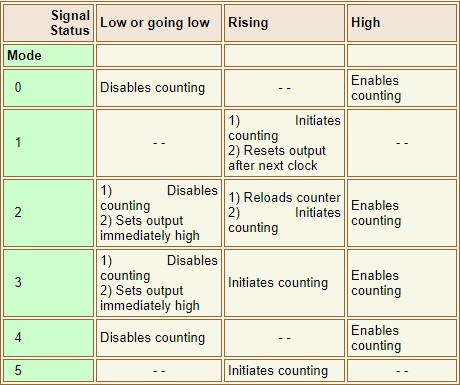 Signal
Status
Low or going low
Rising
High
Mode
0
Disables counting
- -
Enables
counting
1
- -
1) Initiates
counting
2) Resets output
after next clock
- -
2
1) Disables
counting
2) Sets output
immediately high
1) Reloads counter
2) Initiates
counting
Enables
counting
3
1) Disables
counting
2) Sets output
immediately high
Initiates counting
Enables
counting
4
Disables counting
- -
Enables
counting
5
- -
Initiates counting
- -